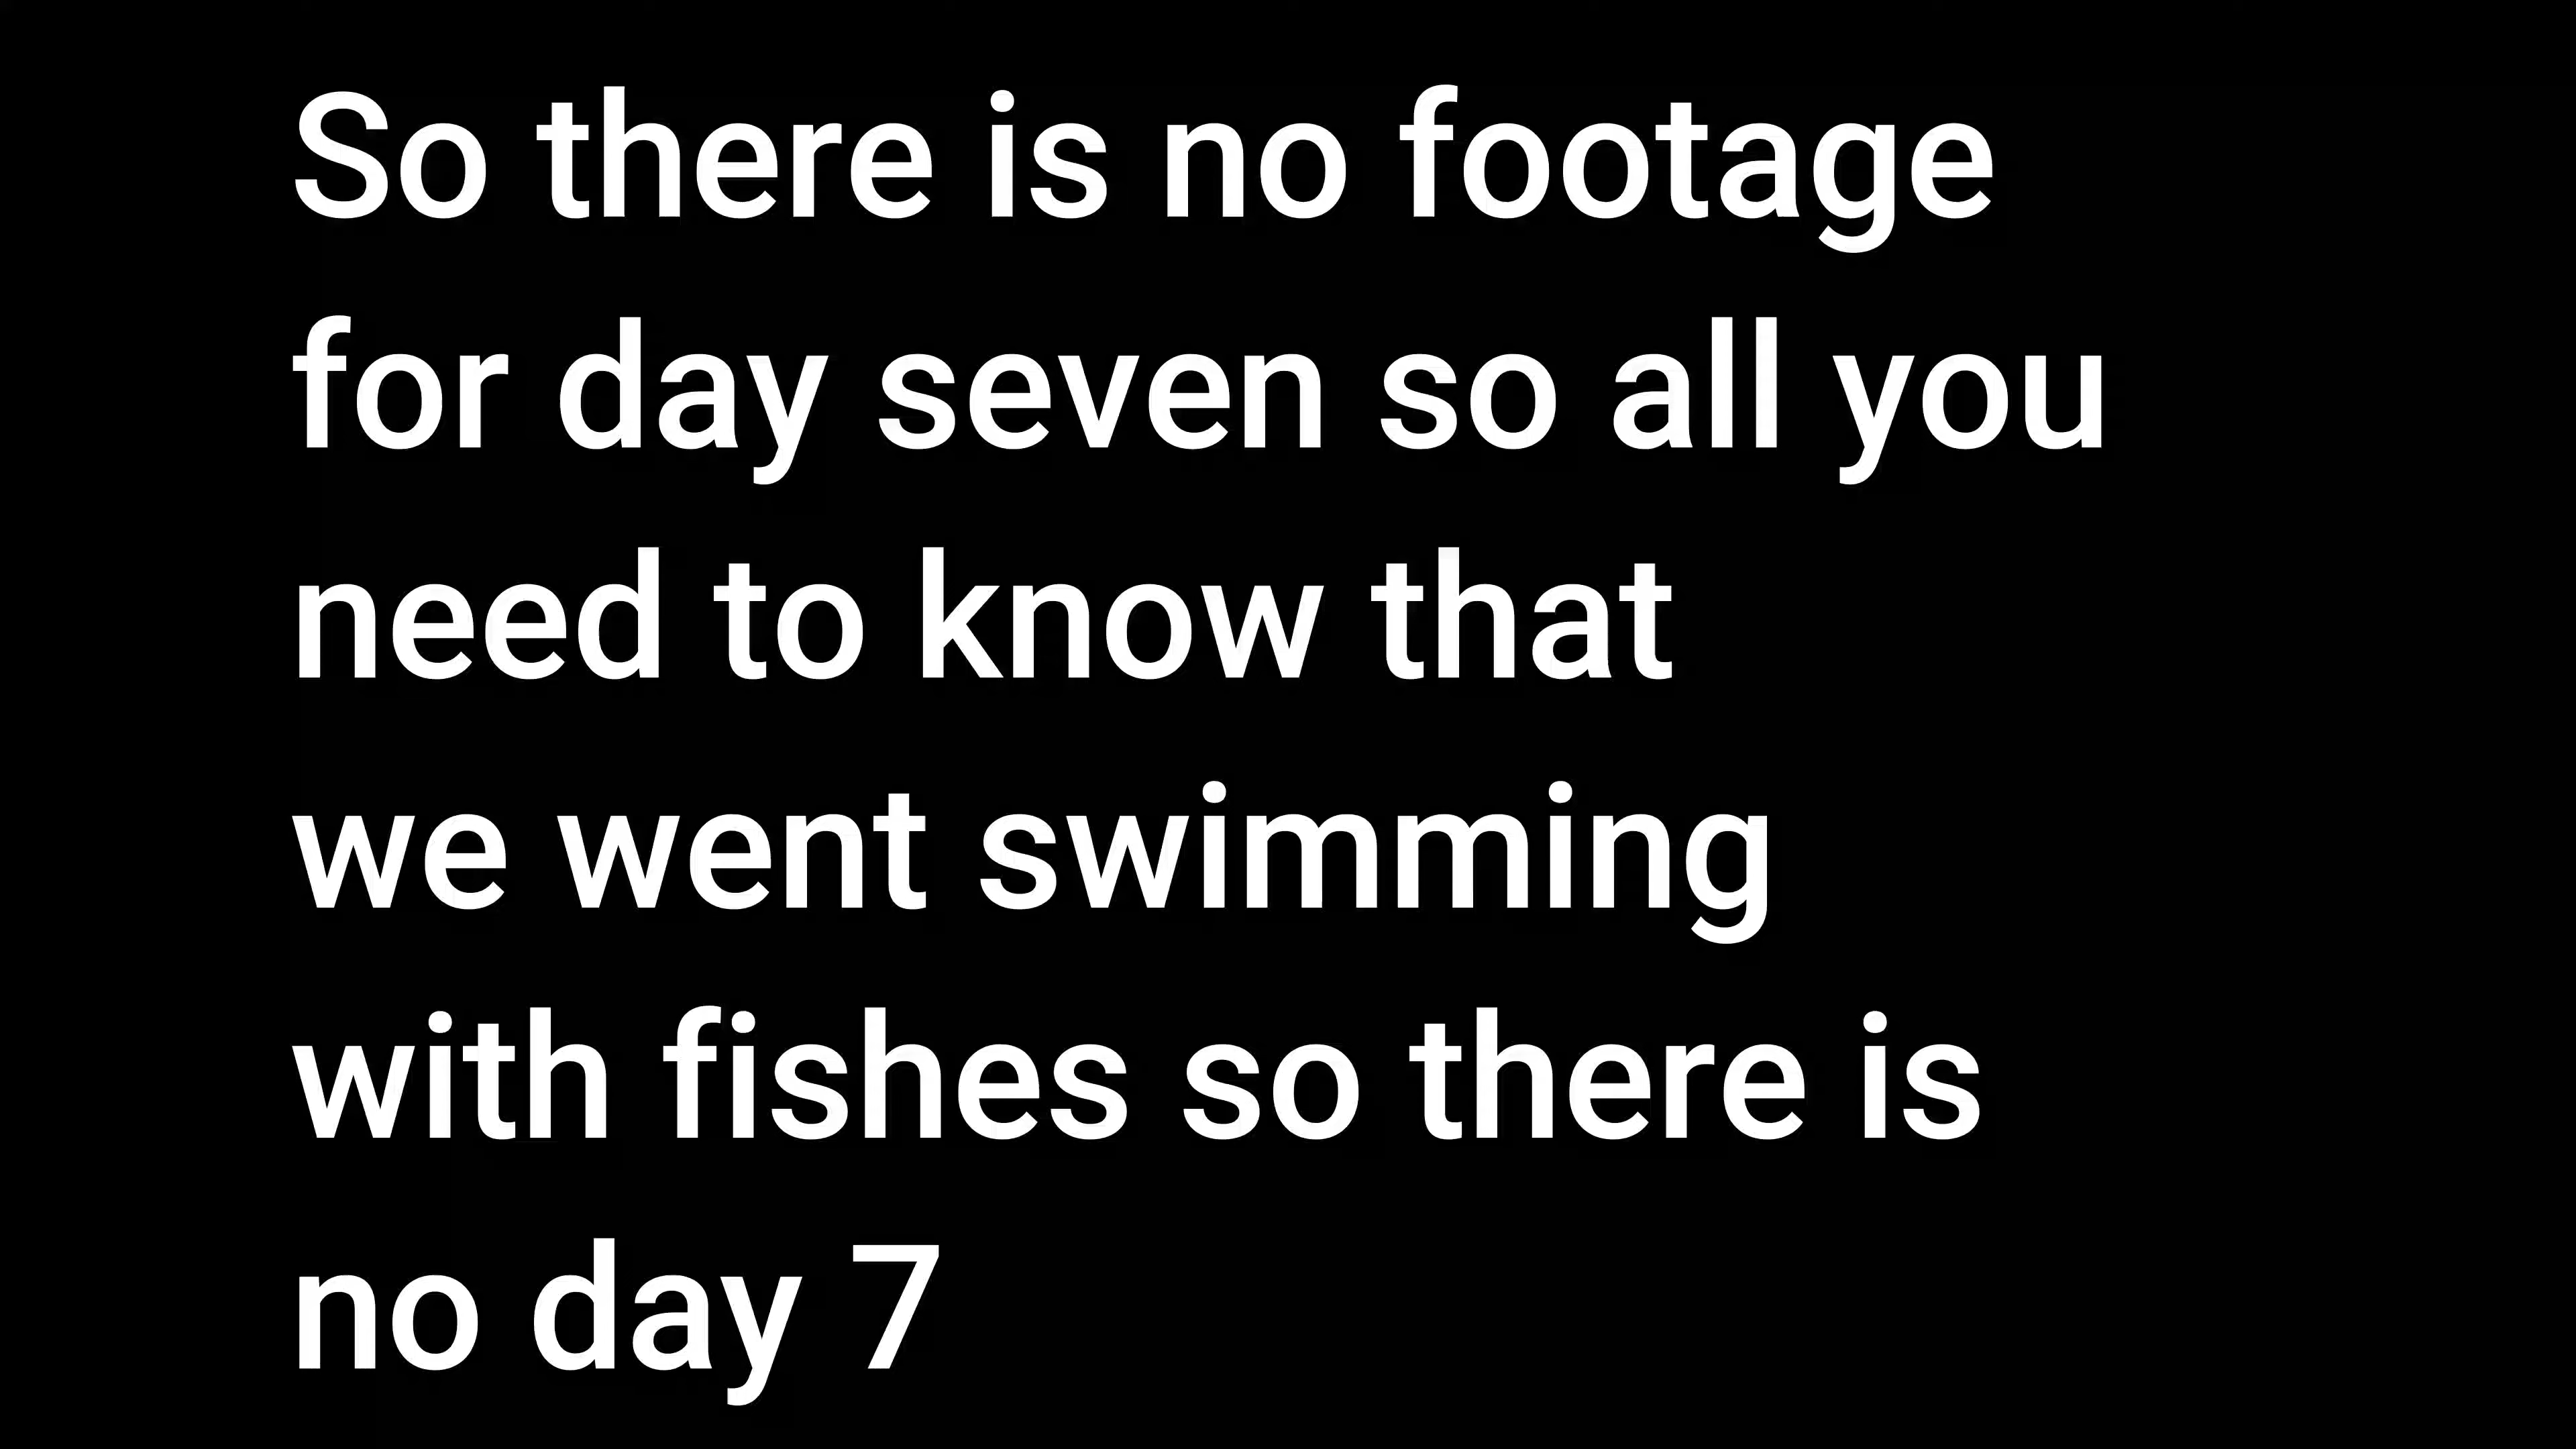 So there is no footage
for day seven so all you
need to know that
we went swimming
with fishes so there is
no day 7